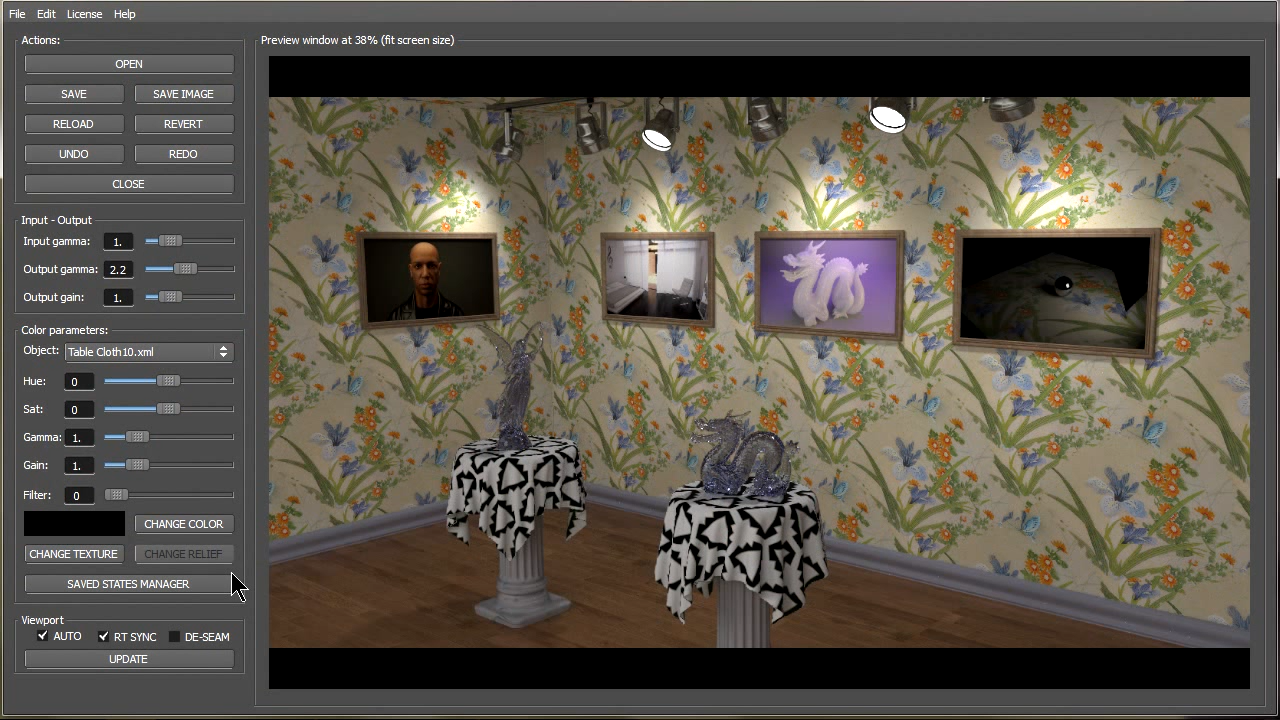 File Edit License Help
Actions:
OPEN
SAVE SAVE IMAGE
RELOAD REVERT
UNDO REDO
CLOSE
Input - Output
Input gamma: 1.
Output gamma: 2.2
Output gain: 1.
Color parameters:
Object: Table Cloth10.xml
Hue: 0
Sat: 0
Gamma: 1.
Gain: 1.
Filter: 0
CHANGE COLOR
CHANGE TEXTURE CHANGE RELIEF
SAVED STATES MANAGER
Viewport
AUTO RT SYNC DE-SEAM
UPDATE
Preview window at 38% (fit screen size)